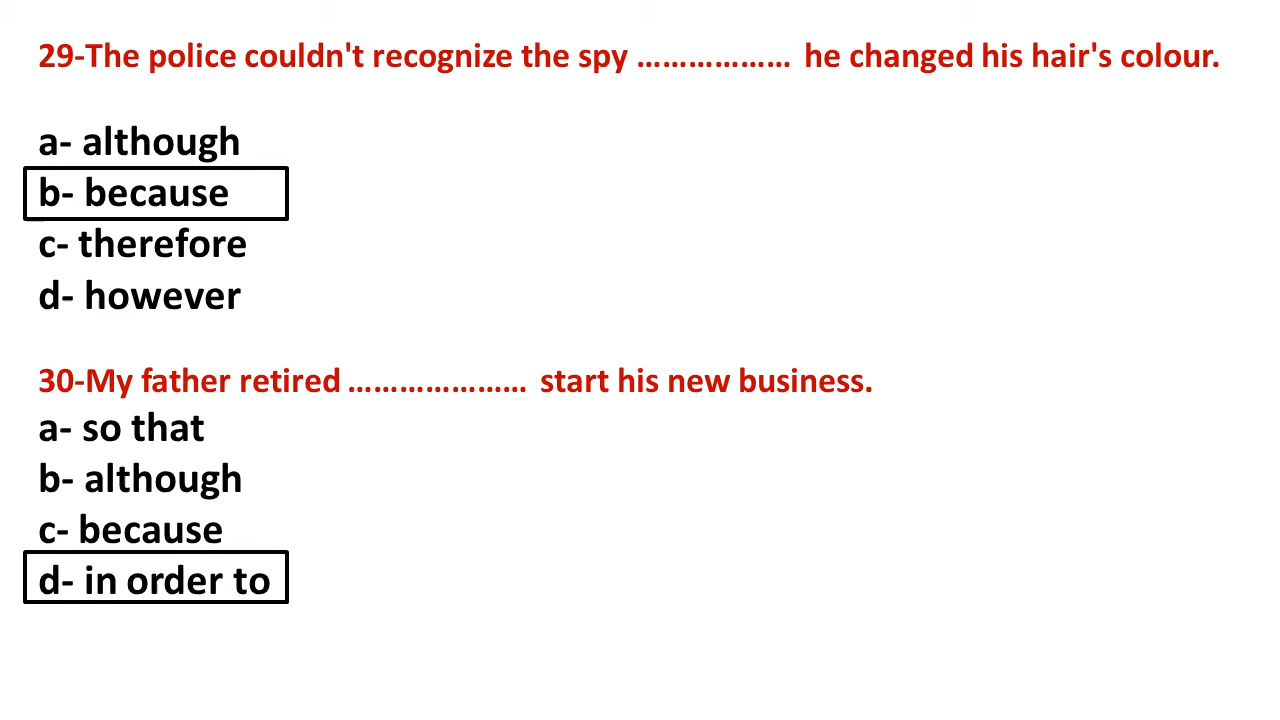 29-The police couldn't recognize the spy ……………… he changed his hair's colour.
a- although
b- because
c- therefore
d- however
30-My father retired ………………… start his new business.
a- so that
b- although
c- because
d- in order to